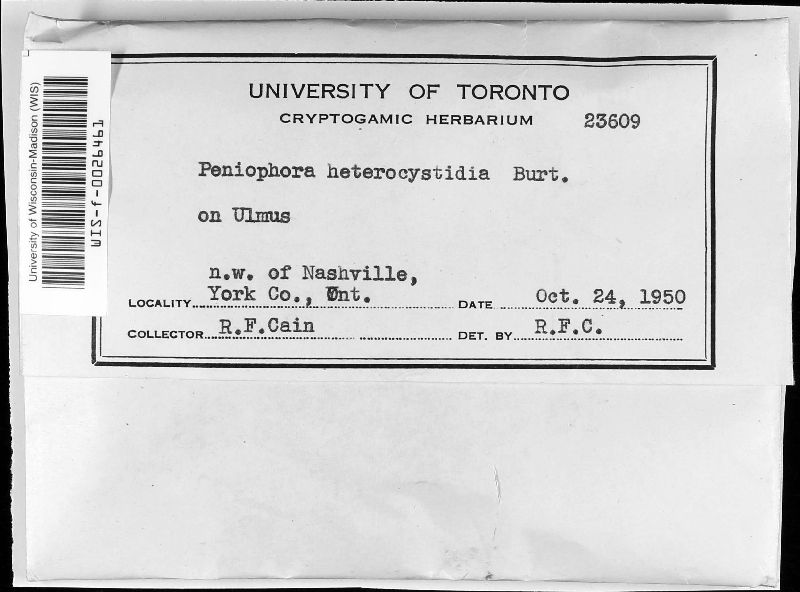 UNIVERSITY OF TORONTO
CRYPTOGAMIC HERBARIUM 23609
Peniophora heterocystidia Burt.
on Ulmus
n.w. of Nashville,
LOCALITY York Co., Ont. DATE Oct. 24, 1950
COLLECTOR R.F.Cain DET. BY R.F.C.
University of Wisconsin-Madison (WIS)
WIS-f-0026461